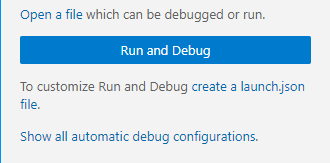 Open a file which can be debugged or run.
Run and Debug
To customize Run and Debug create a launch.json
file.
Show all automatic debug configurations.